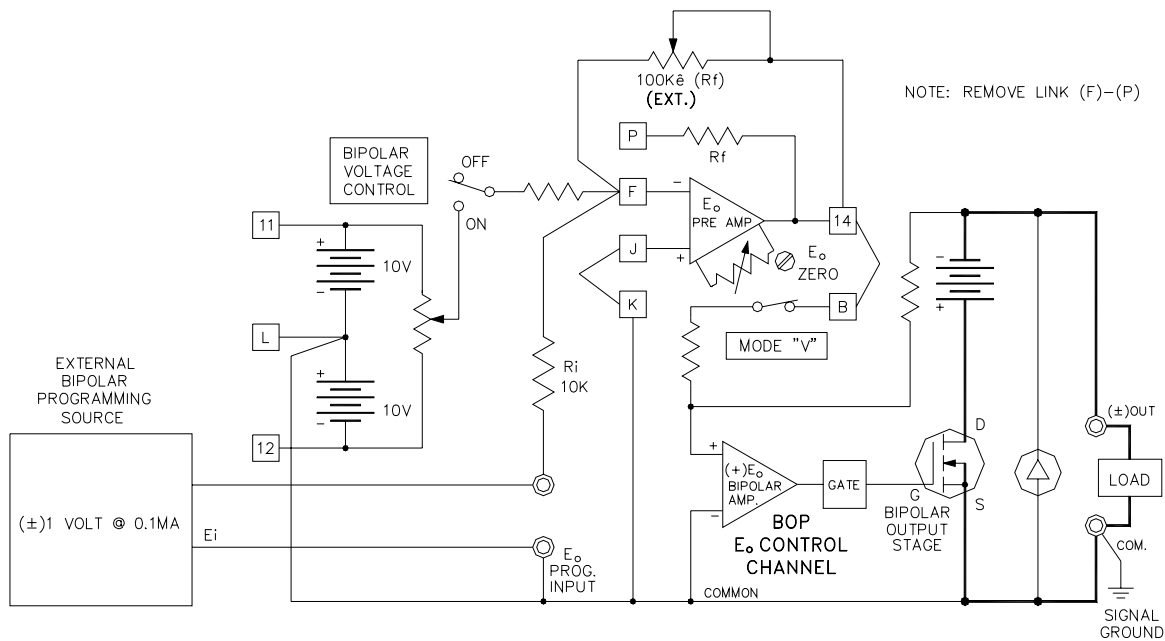 100Kê (Rf)
(EXT.)
NOTE: REMOVE LINK (F)-(P)
P
Rf
BIPOLAR
VOLTAGE
CONTROL
OFF
ON
F
-
Eo
PRE AMP
14
11
+
10V
-
J
+
Eo
ZERO
K
B
MODE "V"
-
+
L
+
10V
-
12
Ri
10K
EXTERNAL
BIPOLAR
PROGRAMMING
SOURCE
(±)1 VOLT @ 0.1MA
Ei
Eo
PROG.
INPUT
+
(+)Eo
BIPOLAR
AMP.
-
GATE
BOP
Eo CONTROL
CHANNEL
D
G
S
BIPOLAR
OUTPUT
STAGE
(±)OUT
LOAD
COM.
COMMON
SIGNAL
GROUND